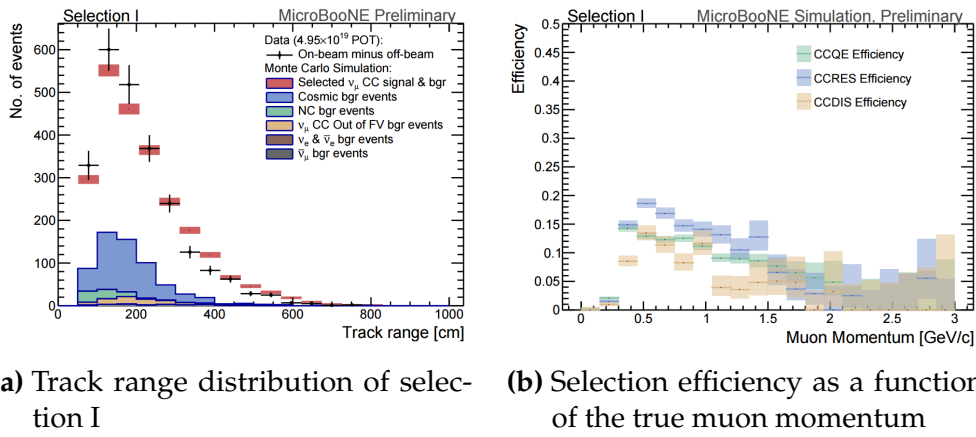 Selection I MicroBooNE Preliminary
No. of events
600
500
400
300
200
100
0
Data (4.95×10¹⁹ POT):
On-beam minus off-beam
Monte Carlo Simulation:
Selected νμ CC signal & bgr
Cosmic bgr events
NC bgr events
νμ CC Out of FV bgr events
νe & ν̄e bgr events
ν̄μ bgr events
0 200 400 600 800 1000
Track range [cm]
Selection I MicroBooNE Simulation, Preliminary
Efficiency
0.5
0.45
0.4
0.35
0.3
0.25
0.2
0.15
0.1
0.05
0
CCQE Efficiency
CCRES Efficiency
CCDIS Efficiency
0 0.5 1 1.5 2 2.5 3
Muon Momentum [GeV/c]
a) Track range distribution of selec-
tion I
(b) Selection efficiency as a function
of the true muon momentum